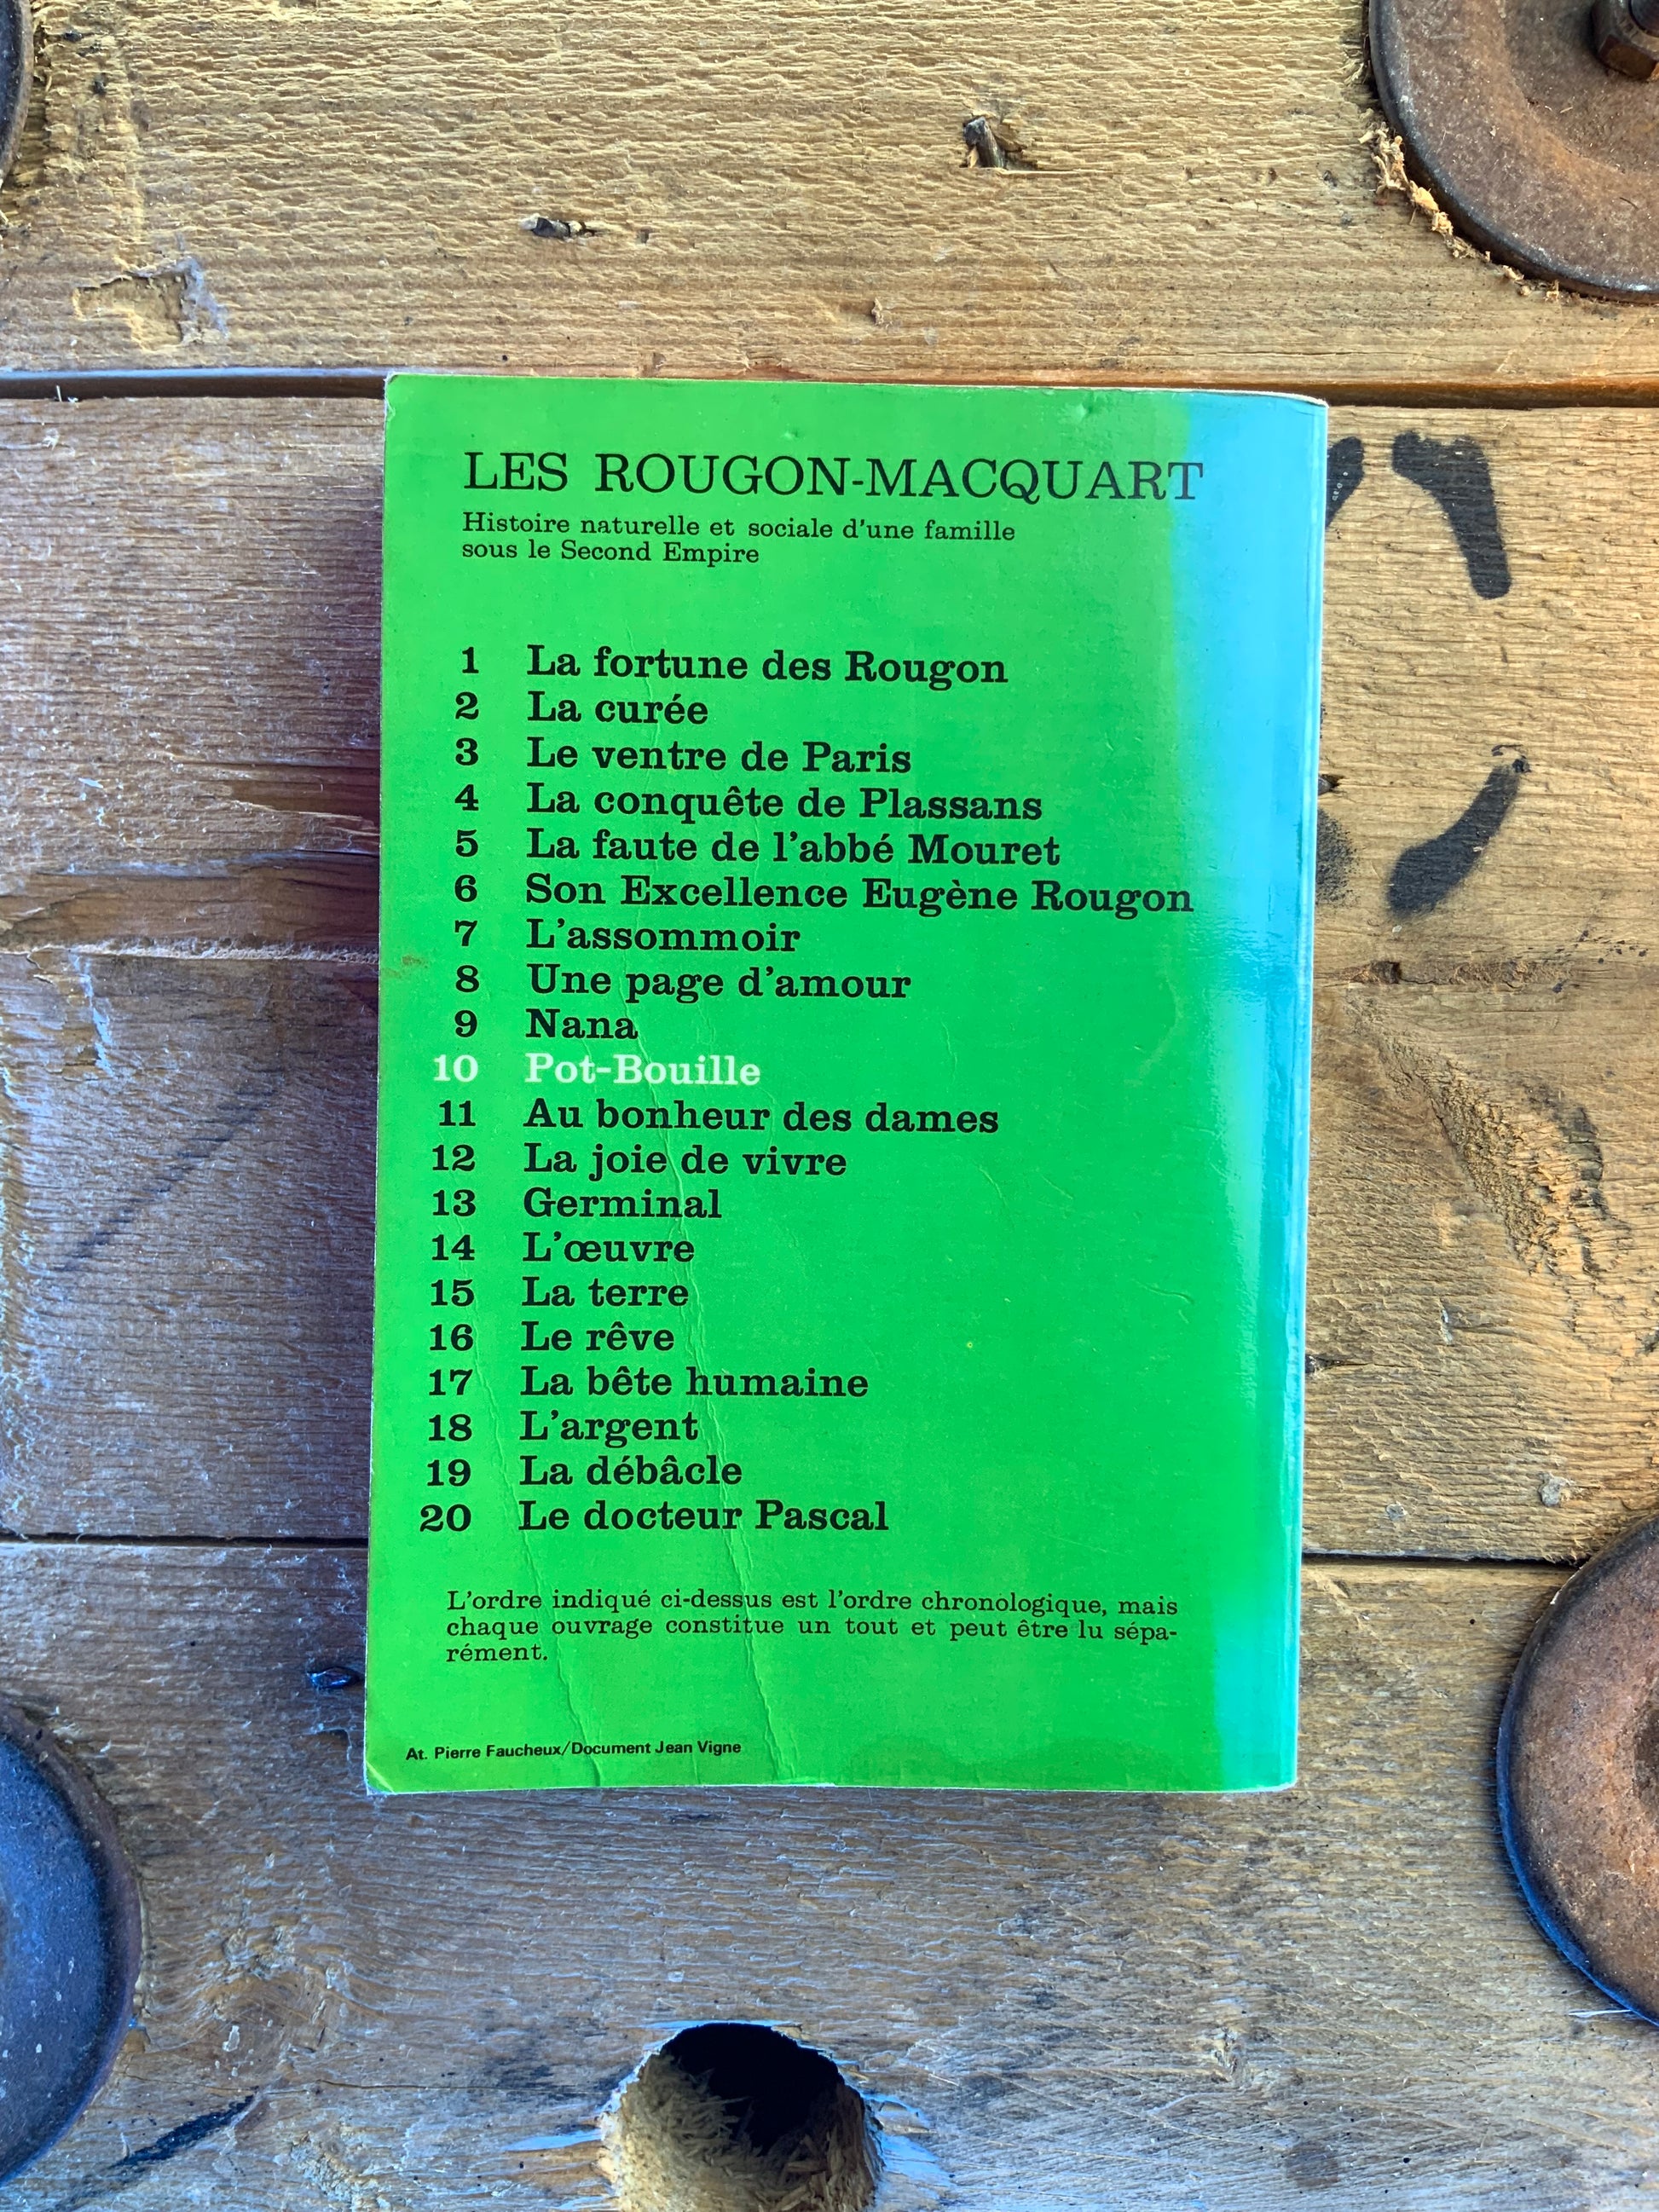 LES ROUGON-MACQUART
Histoire naturelle et sociale d'une famille
sous le Second Empire
1 La fortune des Rougon
2 La curée
3 Le ventre de Paris
4 La conquête de Plassans
5 La faute de l'abbé Mouret
6 Son Excellence Eugène Rougon
7 L'assommoir
8 Une page d'amour
9 Nana
10 Pot-Bouille
11 Au bonheur des dames
12 La joie de vivre
13 Germinal
14 L'œuvre
15 La terre
16 Le rêve
17 La bête humaine
18 L'argent
19 La débâcle
20 Le docteur Pascal
L'ordre indiqué ci-dessus est l'ordre chronologique, mais
chaque ouvrage constitue un tout et peut être lu sépa-
rément.
At. Pierre Faucheux/Document Jean Vigne